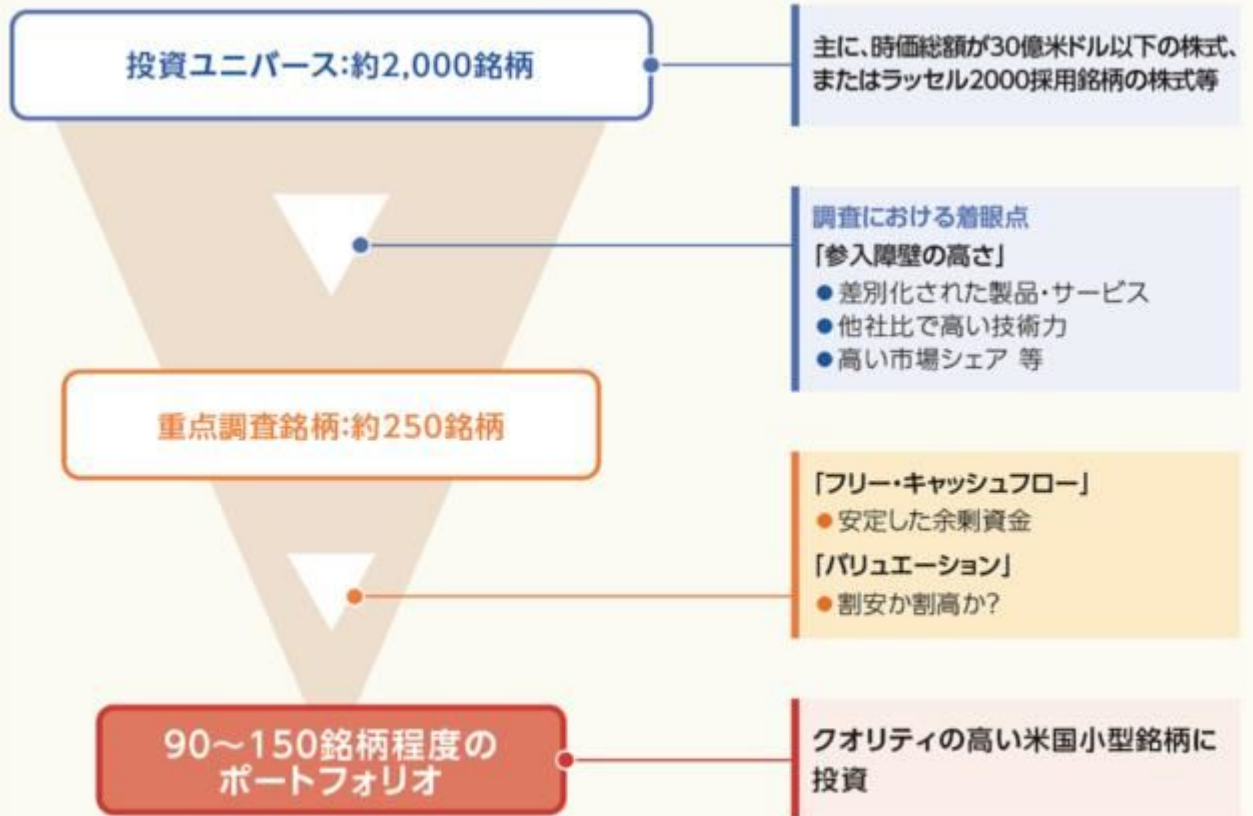 投資ユニバース:約2,000銘柄
主に、時価総額が30億米ドル以下の株式、
またはラッセル2000採用銘柄の株式等
調査における着眼点
「参入障壁の高さ」
●差別化された製品・サービス
●他社比で高い技術力
●高い市場シェア 等
重点調査銘柄:約250銘柄
「フリー・キャッシュフロー」
●安定した余剰資金
「バリュエーション」
●割安か割高か?
90～150銘柄程度の
ポートフォリオ
クオリティの高い米国小型銘柄に
投資